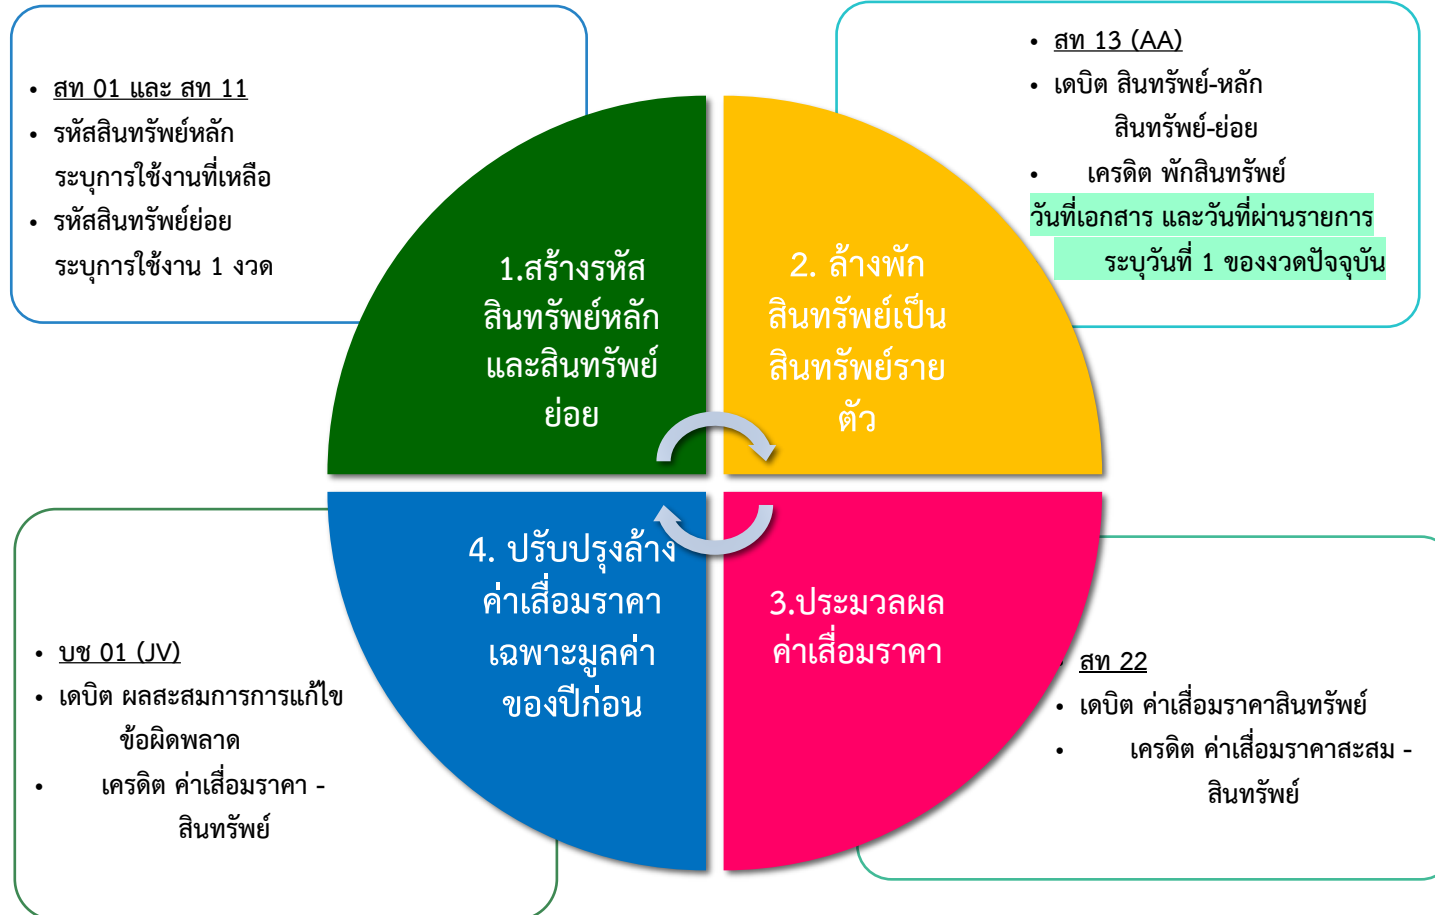 • สท 01 และ สท 11
• รหัสสินทรัพย์หลัก
ระบุการใช้งานที่เหลือ
• รหัสสินทรัพย์ย่อย
ระบุการใช้งาน 1 งวด
• สท 13 (AA)
• เดบิต สินทรัพย์-หลัก
สินทรัพย์-ย่อย
• เครดิต พักสินทรัพย์
วันที่เอกสาร และวันที่ผ่านรายการ
ระบุวันที่ 1 ของงวดปัจจุบัน
1.สร้างรหัส
สินทรัพย์หลัก
และสินทรัพย์
ย่อย
2. ล้างพัก
สินทรัพย์เป็น
สินทรัพย์ราย
ตัว
3.ประมวลผล
ค่าเสื่อมราคา
4. ปรับปรุงล้าง
ค่าเสื่อมราคา
เฉพาะมูลค่า
ของปีก่อน
• บช 01 (JV)
• เดบิต ผลสะสมการการแก้ไข
ข้อผิดพลาด
• เครดิต ค่าเสื่อมราคา -
สินทรัพย์
• สท 22
• เดบิต ค่าเสื่อมราคาสินทรัพย์
• เครดิต ค่าเสื่อมราคาสะสม -
สินทรัพย์